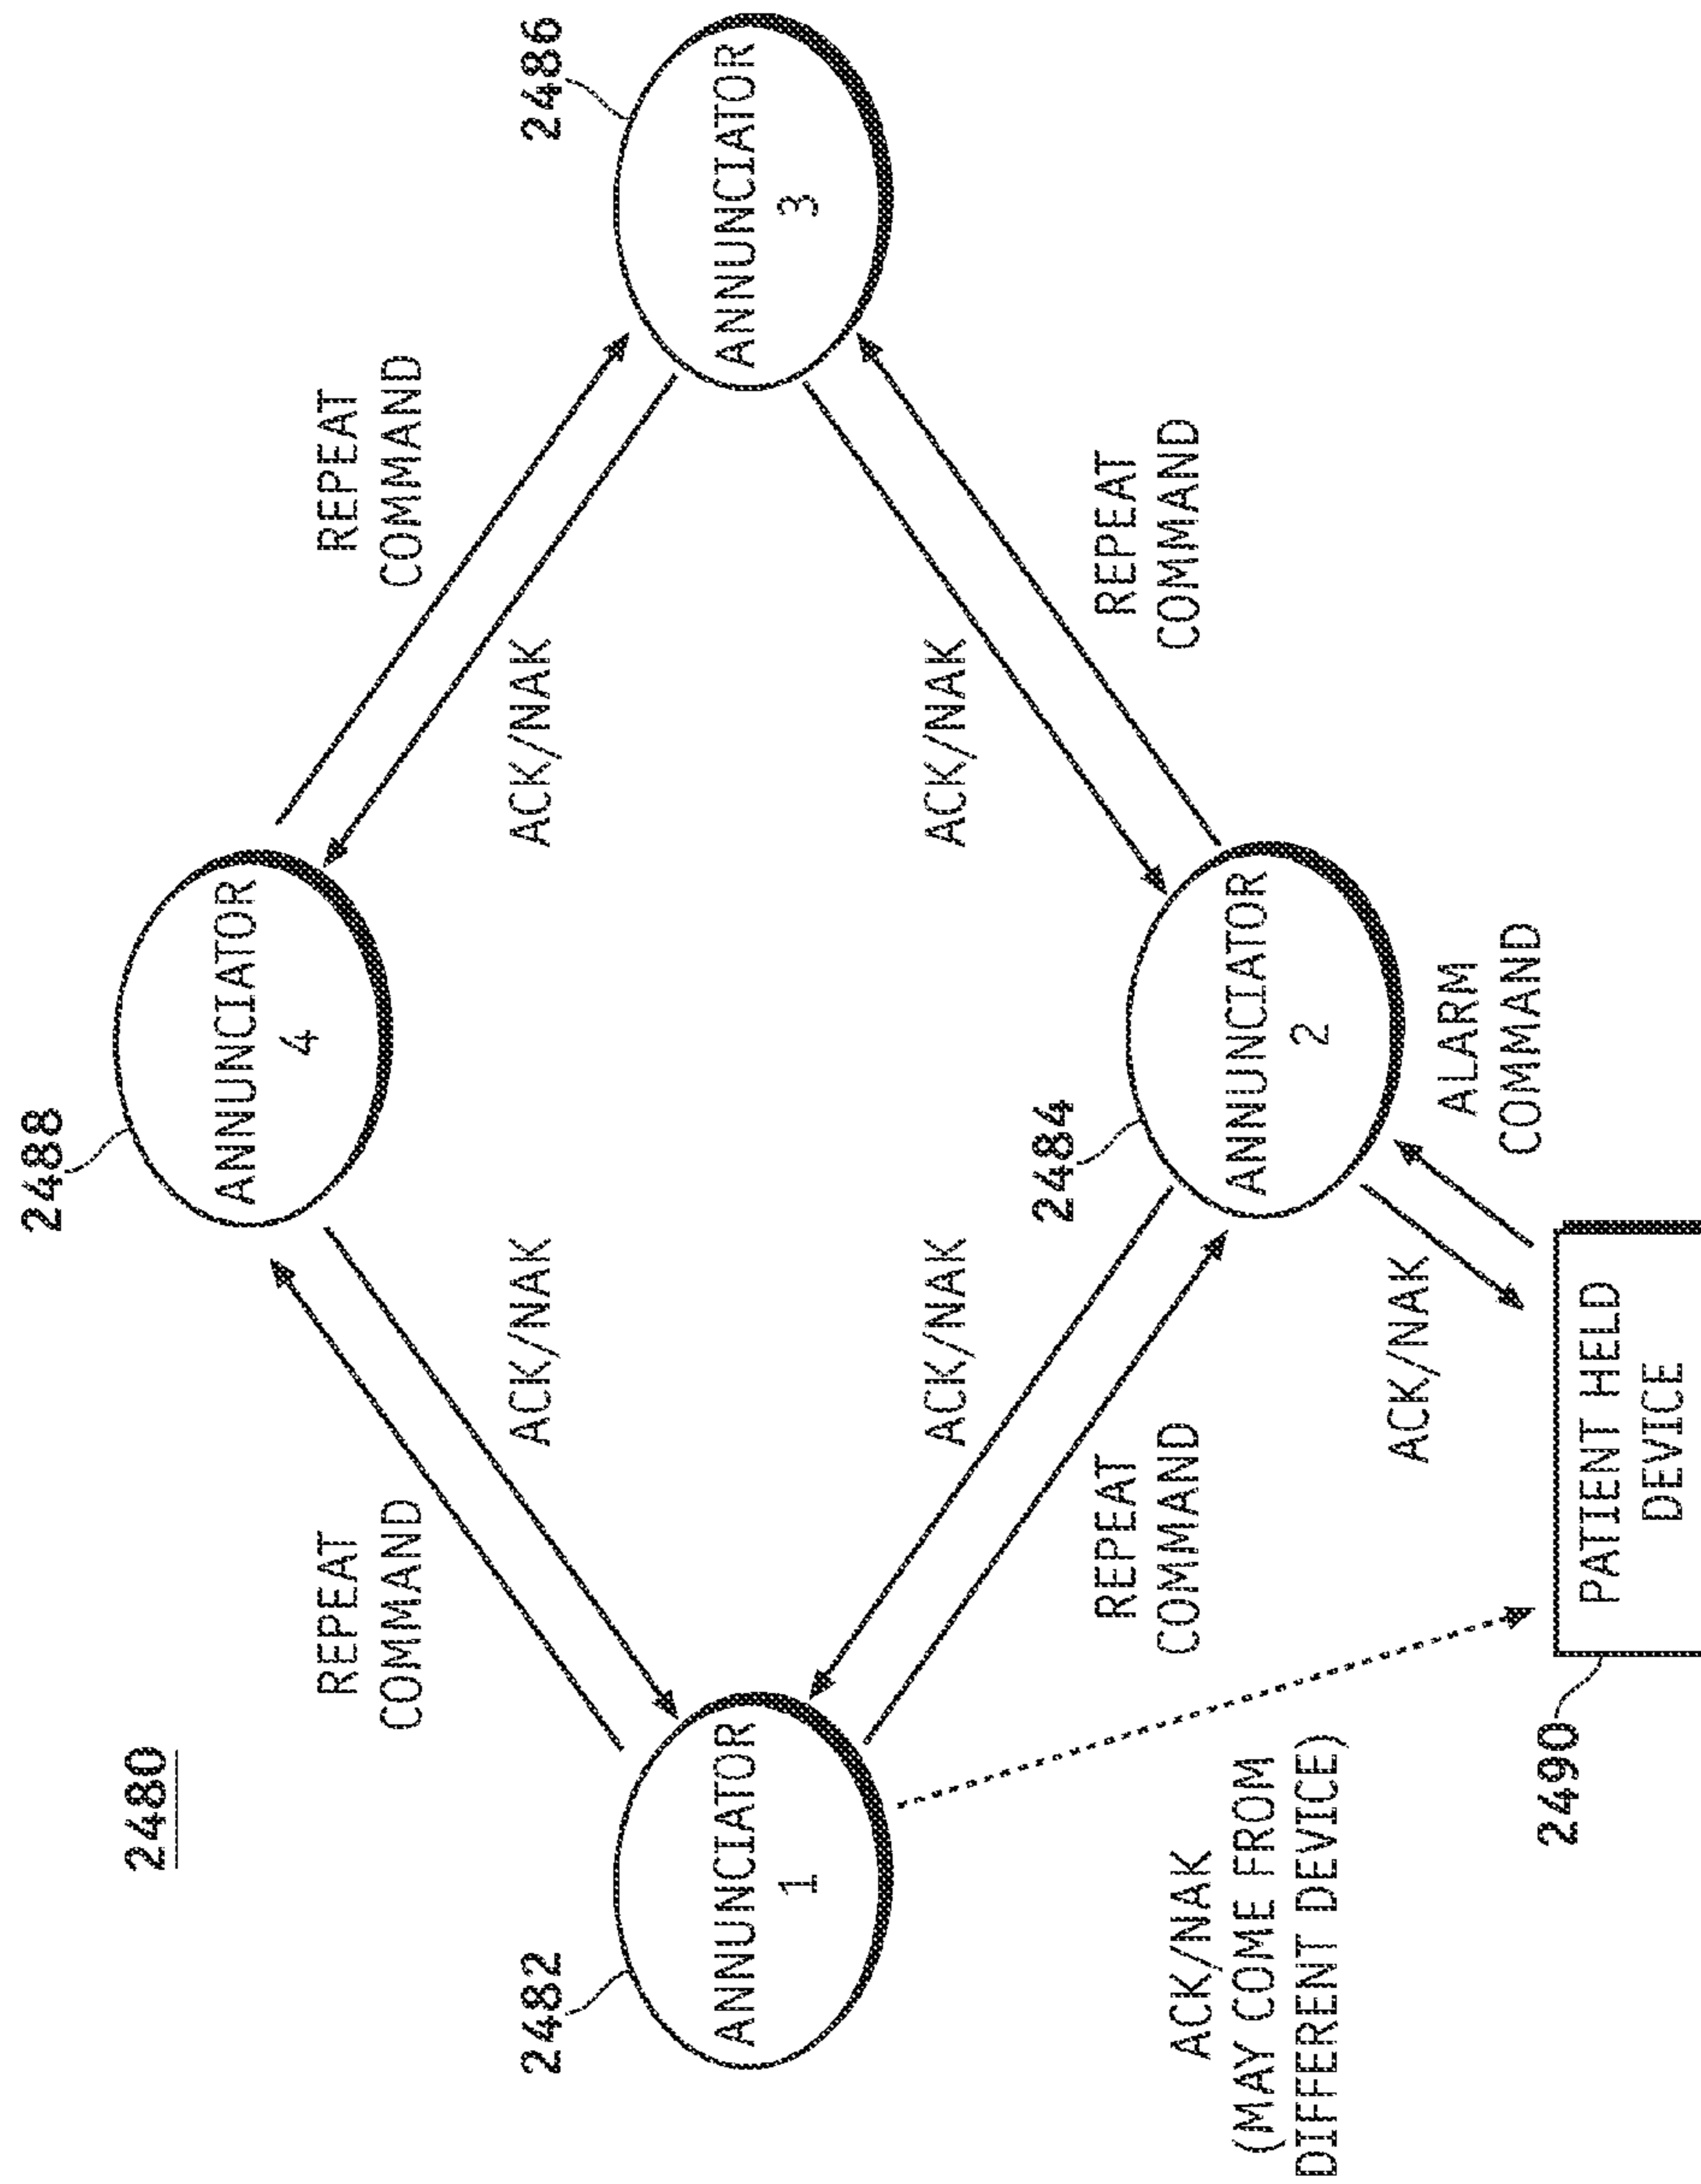 2480
2488
ANNUNCIATOR
4
REPEAT
COMMAND
REPEAT
COMMAND
ACK/NAK
ACK/NAK
2482
ANNUNCIATOR
1
2486
ANNUNCIATOR
3
ACK/NAK
ACK/NAK
2484
ANNUNCIATOR
2
REPEAT
COMMAND
REPEAT
COMMAND
ACK/NAK
(MAY COME FROM
DIFFERENT DEVICE)
ACK/NAK
ALARM
COMMAND
2490
PATIENT HELD
DEVICE